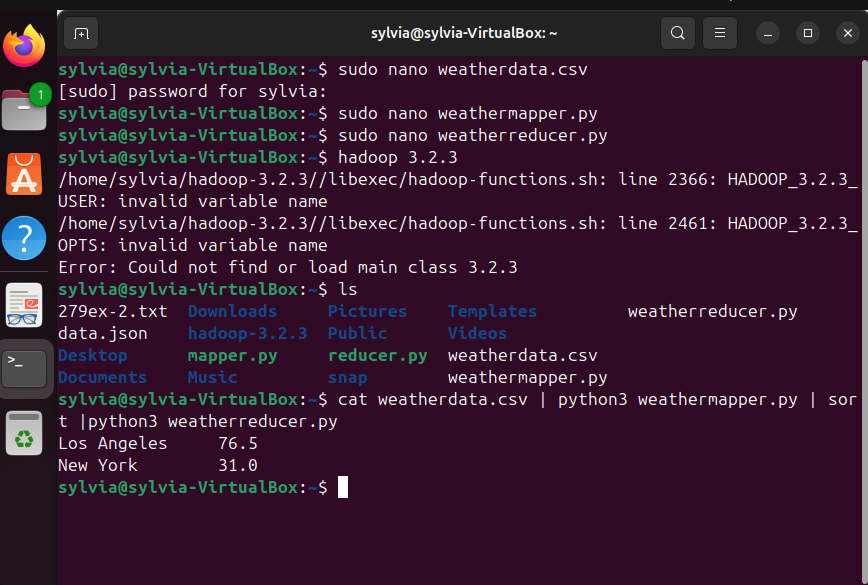 sylvia@sylvia-VirtualBox: ~
1
sylvia@sylvia-VirtualBox:~$ sudo nano weatherdata.csv
[sudo] password for sylvia:
sylvia@sylvia-VirtualBox:~$ sudo nano weathermapper.py
sylvia@sylvia-VirtualBox:~$ sudo nano weatherreducer.py
sylvia@sylvia-VirtualBox:~$ hadoop 3.2.3
/home/sylvia/hadoop-3.2.3//libexec/hadoop-functions.sh: line 2366: HADOOP_3.2.3_
USER: invalid variable name
/home/sylvia/hadoop-3.2.3//libexec/hadoop-functions.sh: line 2461: HADOOP_3.2.3_
OPTS: invalid variable name
Error: Could not find or load main class 3.2.3
sylvia@sylvia-VirtualBox:~$ ls
279ex-2.txt Downloads Pictures Templates weatherreducer.py
data.json hadoop-3.2.3 Public Videos
Desktop mapper.py reducer.py weatherdata.csv
Documents Music snap weathermapper.py
sylvia@sylvia-VirtualBox:~$ cat weatherdata.csv | python3 weathermapper.py | sor
t |python3 weatherreducer.py
Los Angeles 76.5
New York 31.0
sylvia@sylvia-VirtualBox:~$